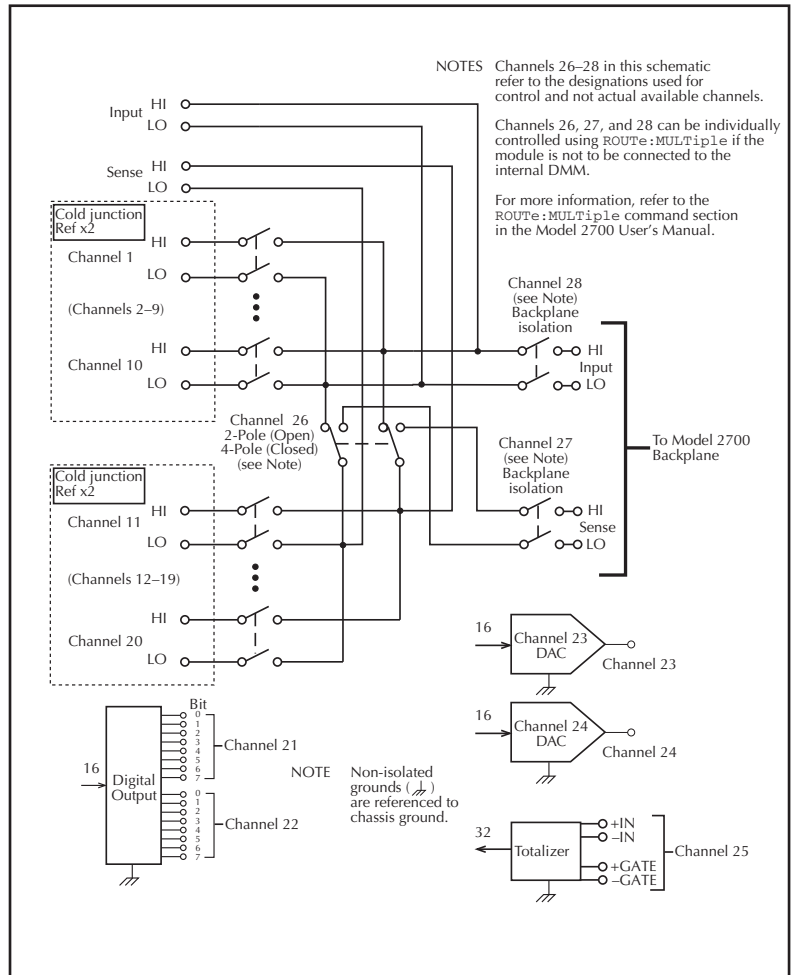 NOTES Channels 26–28 in this schematic
refer to the designations used for
control and not actual available channels.
Channels 26, 27, and 28 can be individually
controlled using ROUTe:MULTiple if the
module is not to be connected to the
internal DMM.
For more information, refer to the
ROUTe:MULTiple command section
in the Model 2700 User's Manual.
Input
HI
LO
Sense
HI
LO
Cold junction
Ref x2
Channel 1
HI
LO
(Channels 2–9)
Channel 10
HI
LO
Channel 28
(see Note)
Backplane
isolation
HI
Input
LO
Channel 26
2-Pole (Open)
4-Pole (Closed)
(see Note)
Channel 27
(see Note)
Backplane
isolation
HI
Sense
LO
To Model 2700
Backplane
Cold junction
Ref x2
Channel 11
HI
LO
(Channels 12–19)
Channel 20
HI
LO
16
Channel 23
DAC
Channel 23
16
Channel 24
DAC
Channel 24
Bit
0
1
2
3
4
5
6
7
Channel 21
16
Digital
Output
0
1
2
3
4
5
6
7
Channel 22
NOTE Non-isolated
grounds ( )
are referenced to
chassis ground.
32
Totalizer
+IN
–IN
+GATE
–GATE
Channel 25